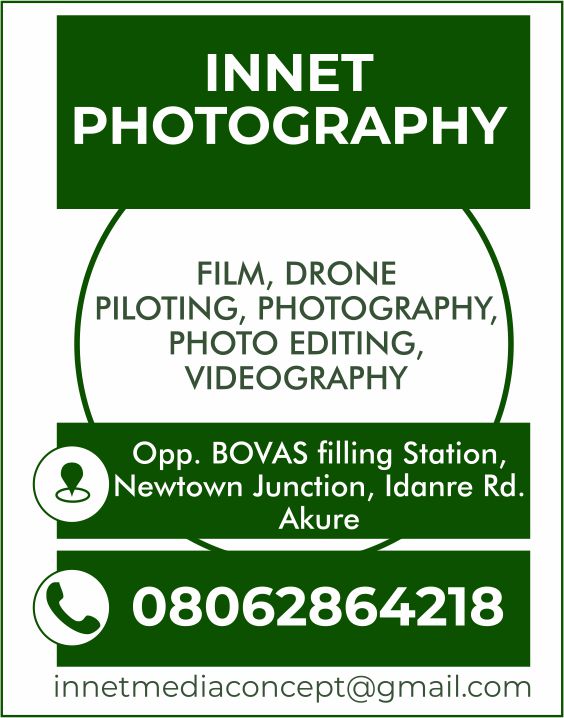 INNET
PHOTOGRAPHY
FILM, DRONE
PILOTING, PHOTOGRAPHY,
PHOTO EDITING,
VIDEOGRAPHY
Opp. BOVAS filling Station,
Newtown Junction, Idanre Rd.
Akure
08062864218
innetmediaconcept@gmail.com